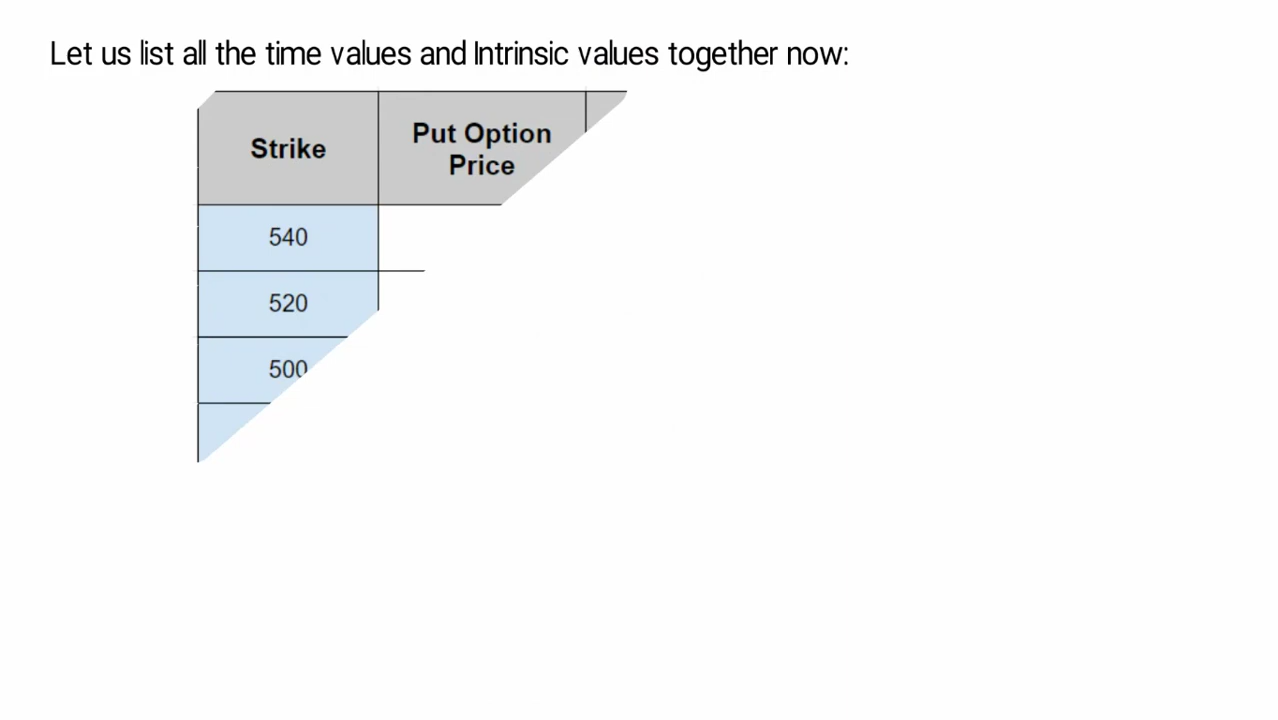 Let us list all the time values and Intrinsic values together now:
Strike
Put Option
Price
540
520
500